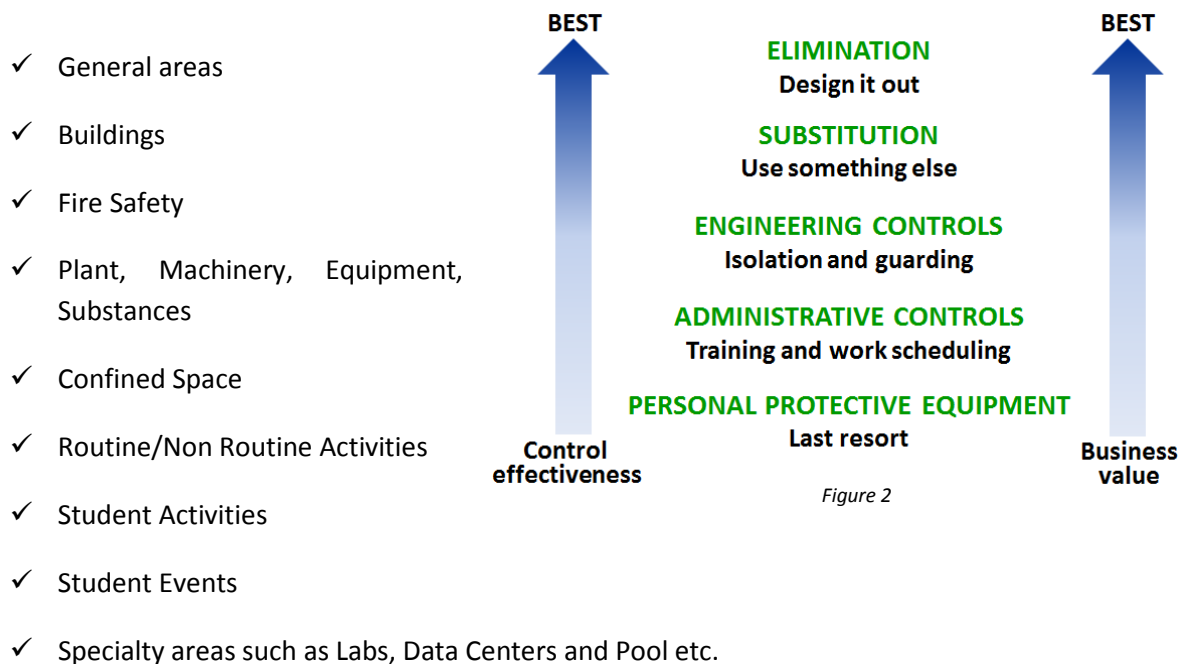 ✓ General areas
✓ Buildings
✓ Fire Safety
✓ Plant, Machinery, Equipment,
Substances
✓ Confined Space
✓ Routine/Non Routine Activities
✓ Student Activities
✓ Student Events
✓ Specialty areas such as Labs, Data Centers and Pool etc.
BEST
Control
effectiveness
ELIMINATION
Design it out
SUBSTITUTION
Use something else
ENGINEERING CONTROLS
Isolation and guarding
ADMINISTRATIVE CONTROLS
Training and work scheduling
PERSONAL PROTECTIVE EQUIPMENT
Last resort
BEST
Business
value
Figure 2